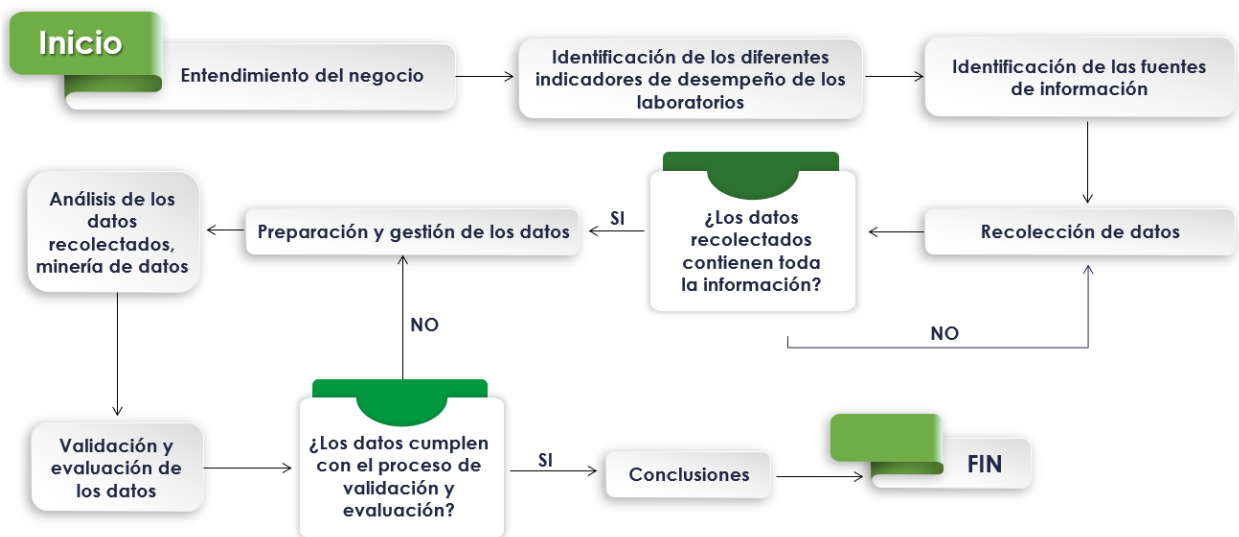 Inicio
Entendimiento del negocio
Identificación de los diferentes
indicadores de desempeño de los
laboratorios
Identificación de las fuentes
de información
Recolección de datos
¿Los datos
recolectados
contienen toda
la información?
NO
SI
Preparación y gestión de los datos
Análisis de los
datos
recolectados,
minería de datos
Validación y
evaluación de
los datos
¿Los datos cumplen
con el proceso de
validación y
evaluación?
NO
SI
Conclusiones
FIN